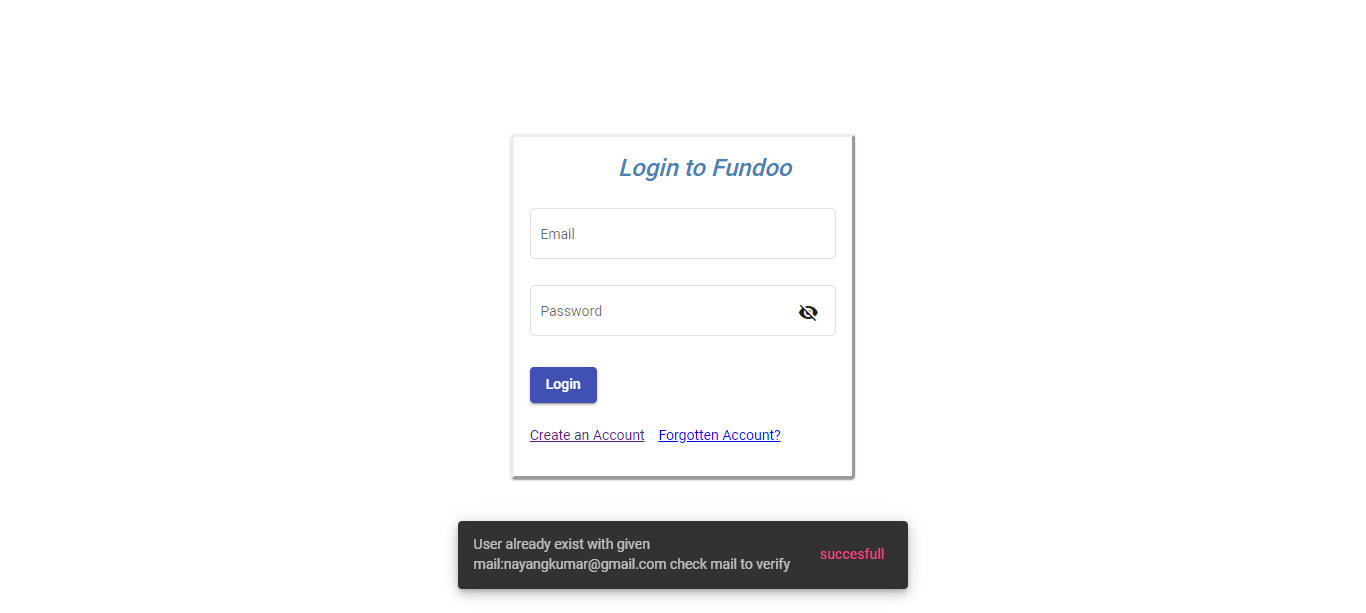 Login to Fundoo
Email
Password
Login
Create an Account Forgotten Account?
User already exist with given
mail:nayangkumar@gmail.com check mail to verify
succesfull